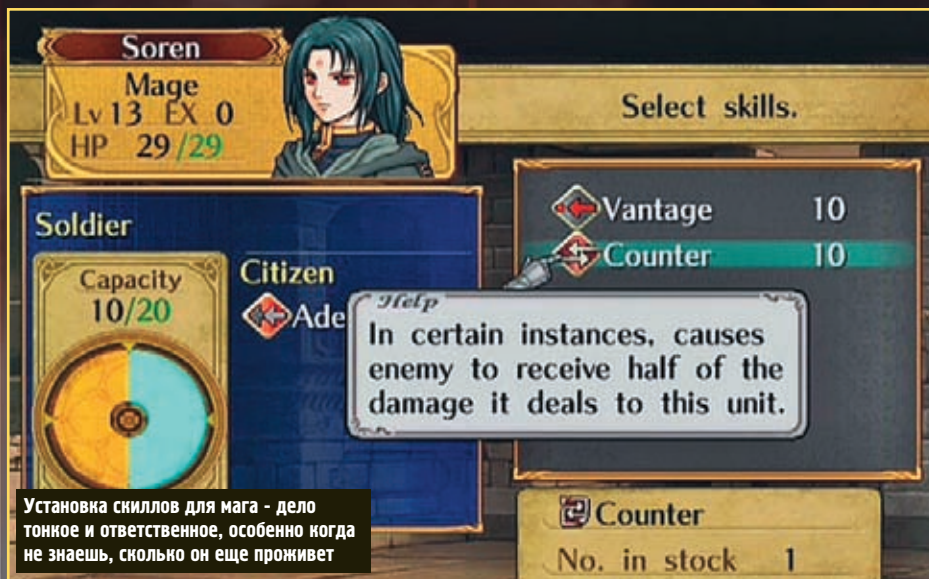 Soren
Mage
Lv 13 EX 0
HP 29/29
Select skills.
Soldier
Capacity
10/20
Citizen
Ade
Vantage 10
Counter 10
Help
In certain instances, causes
enemy to receive half of the
damage it deals to this unit.
Counter
No. in stock 1
Установка скиллов для мага - дело
тонкое и ответственное, особенно когда
не знаешь, сколько он еще проживет